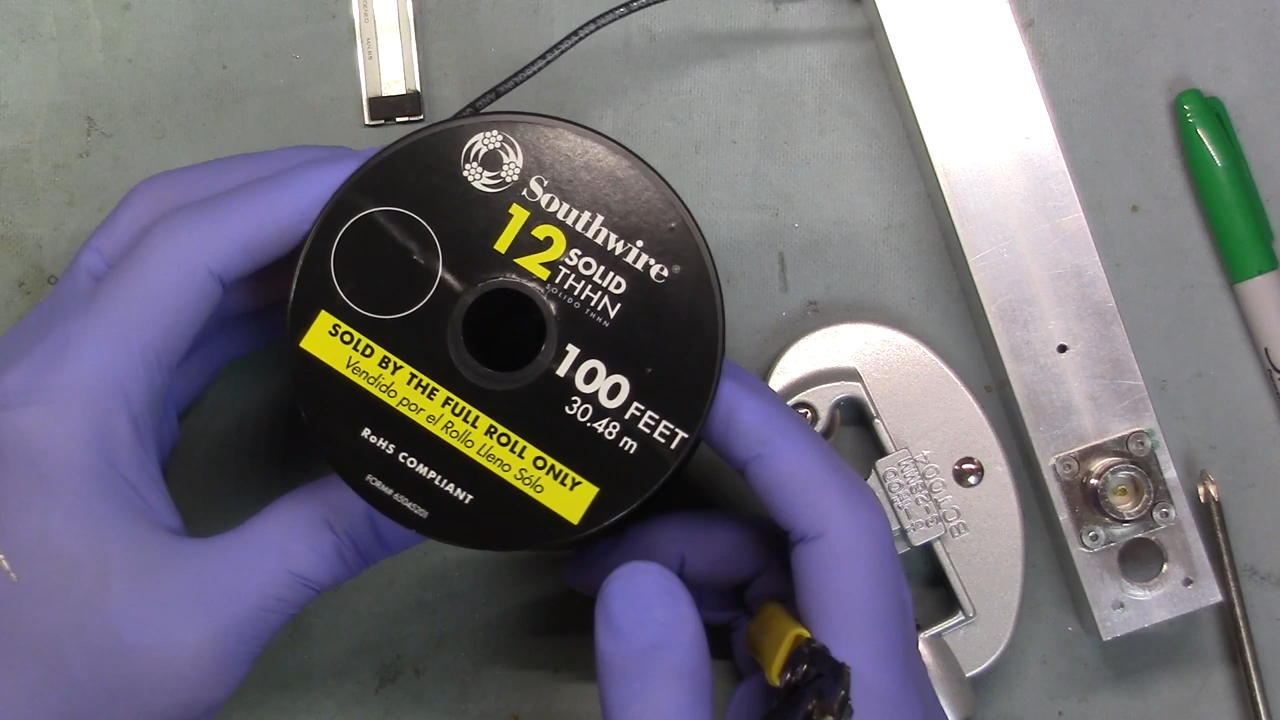 Southwire®
12 SOLID
THHN
SOLIDO THHN
100 FEET
30.48 m
SOLD BY THE FULL ROLL ONLY
Vendido por el Rollo Lleno Sólo
RoHS COMPLIANT
BCTC004